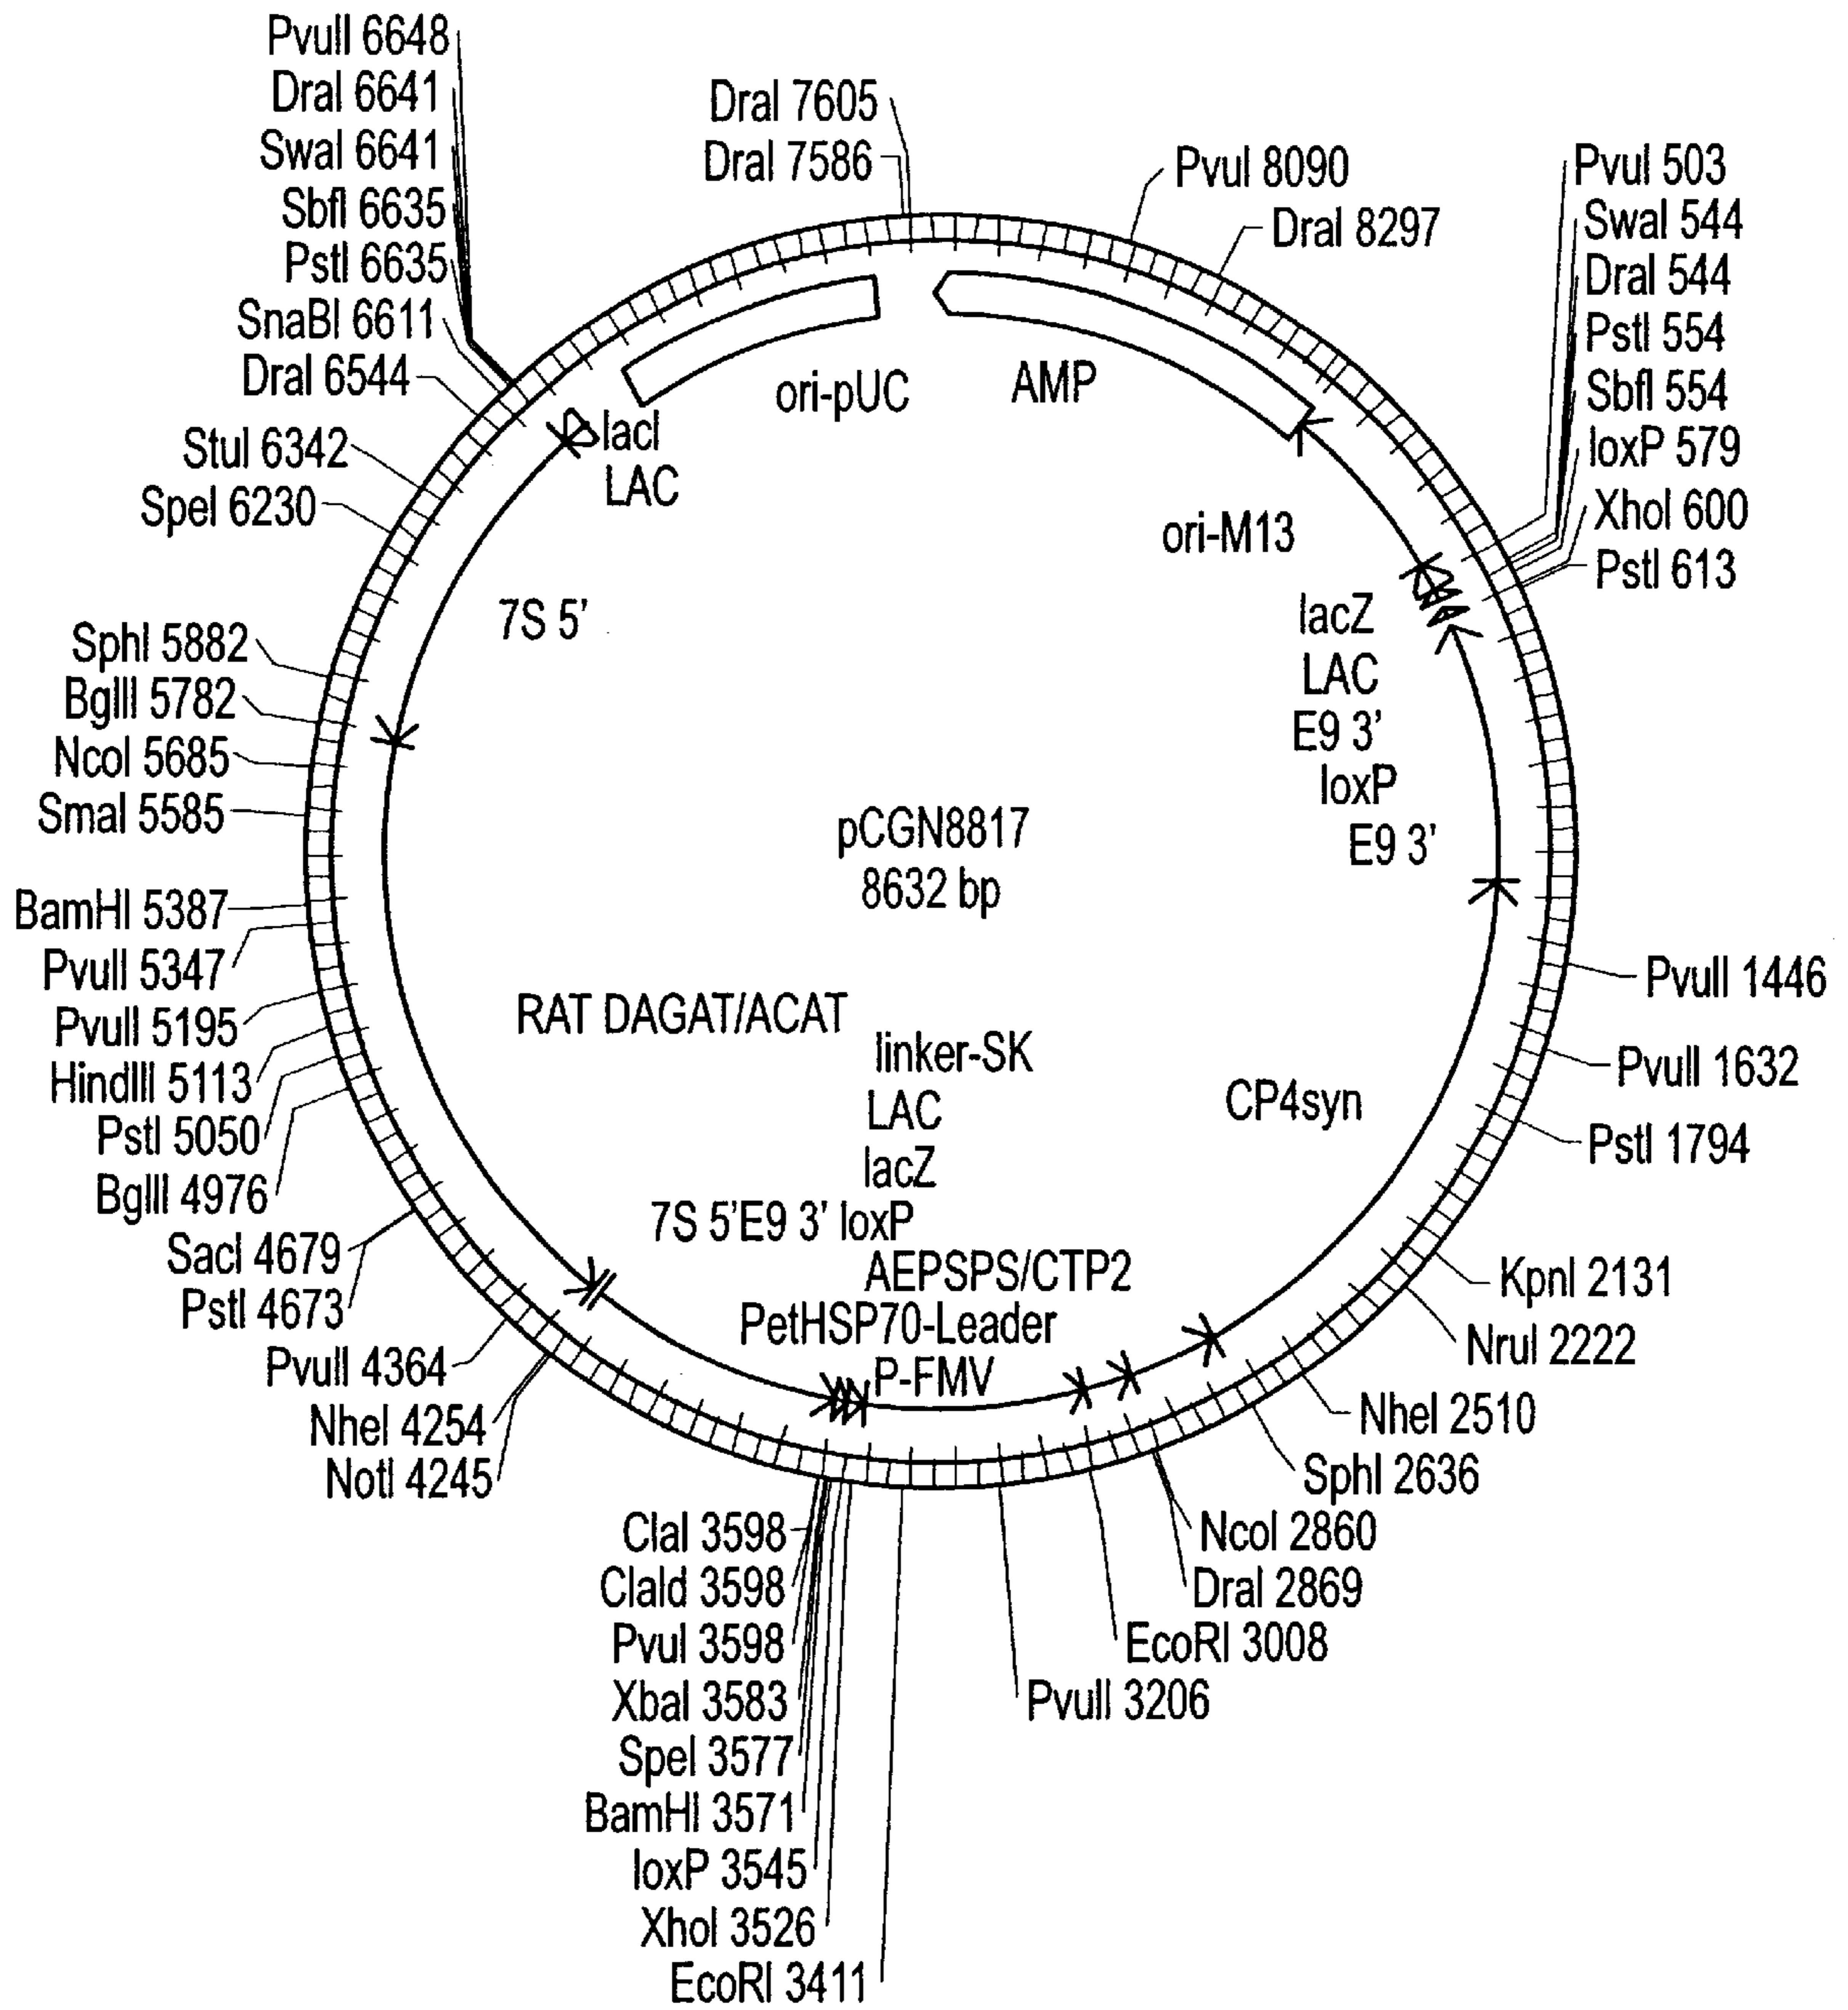 PvuII 6648
DraI 6641
SwaI 6641
SbfI 6635
PstI 6635
SnaBI 6611
DraI 6544
StuI 6342
SpeI 6230
SphI 5882
BglII 5782
NcoI 5685
SmaI 5585
BamHI 5387
PvuII 5347
PvuII 5195
HindIII 5113
PstI 5050
BglII 4976
SacI 4679
PstI 4673
PvuII 4364
NheI 4254
NotI 4245
ClaI 3598
ClaId 3598
PvuI 3598
XbaI 3583
SpeI 3577
BamHI 3571
loxP 3545
XhoI 3526
EcoRI 3411
DraI 7605
DraI 7586
PvuI 8090
DraI 8297
PvuI 503
SwaI 544
DraI 544
PstI 554
SbfI 554
loxP 579
XhoI 600
PstI 613
PvuII 1446
PvuII 1632
PstI 1794
KpnI 2131
NruI 2222
NheI 2510
SphI 2636
NcoI 2860
DraI 2869
EcoRI 3008
PvuII 3206
ori-pUC
AMP
lacI
LAC
ori-M13
7S 5'
lacZ
LAC
E9 3'
loxP
E9 3'
pCGN8817
8632 bp
RAT DAGAT/ACAT
linker-SK
LAC
lacZ
7S 5'E9 3' loxP
AEPSPS/CTP2
PetHSP70-Leader
P-FMV
CP4syn